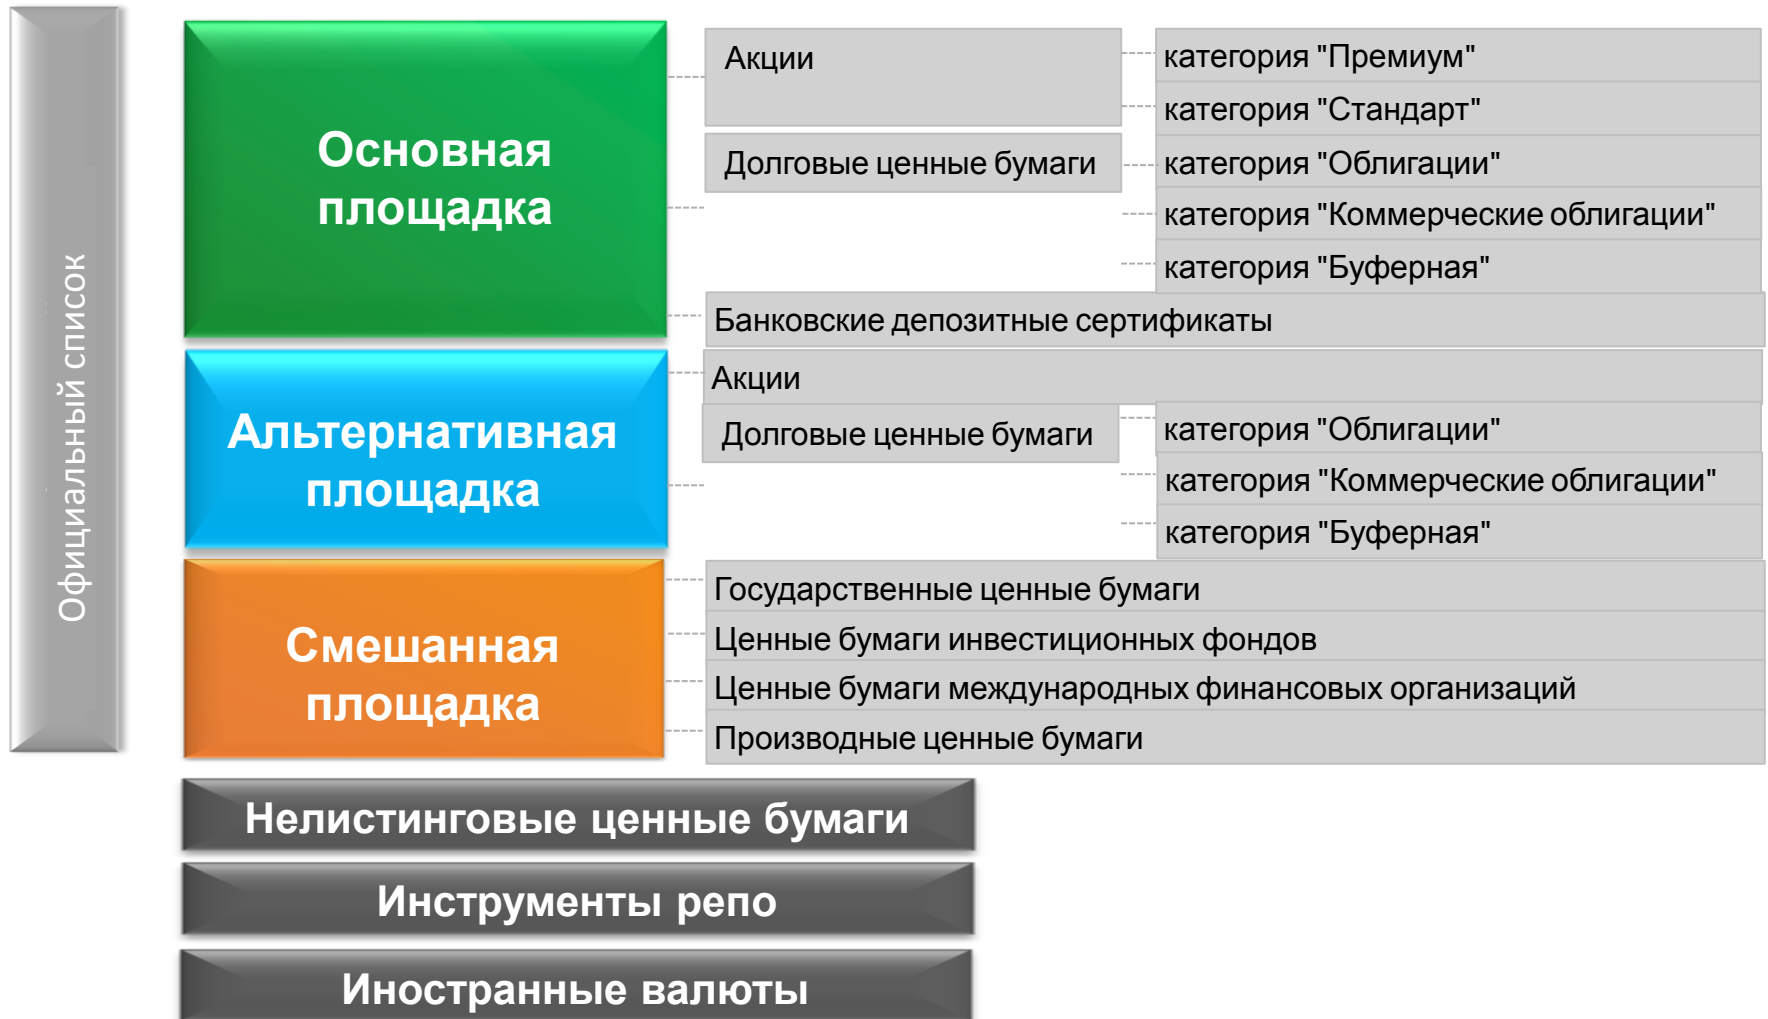 Официальный список
Основная
площадка
Акции
категория "Премиум"
категория "Стандарт"
Долговые ценные бумаги
категория "Облигации"
категория "Коммерческие облигации"
категория "Буферная"
Банковские депозитные сертификаты
Альтернативная
площадка
Акции
Долговые ценные бумаги
категория "Облигации"
категория "Коммерческие облигации"
категория "Буферная"
Смешанная
площадка
Государственные ценные бумаги
Ценные бумаги инвестиционных фондов
Ценные бумаги международных финансовых организаций
Производные ценные бумаги
Нелистинговые ценные бумаги
Инструменты репо
Иностранные валюты